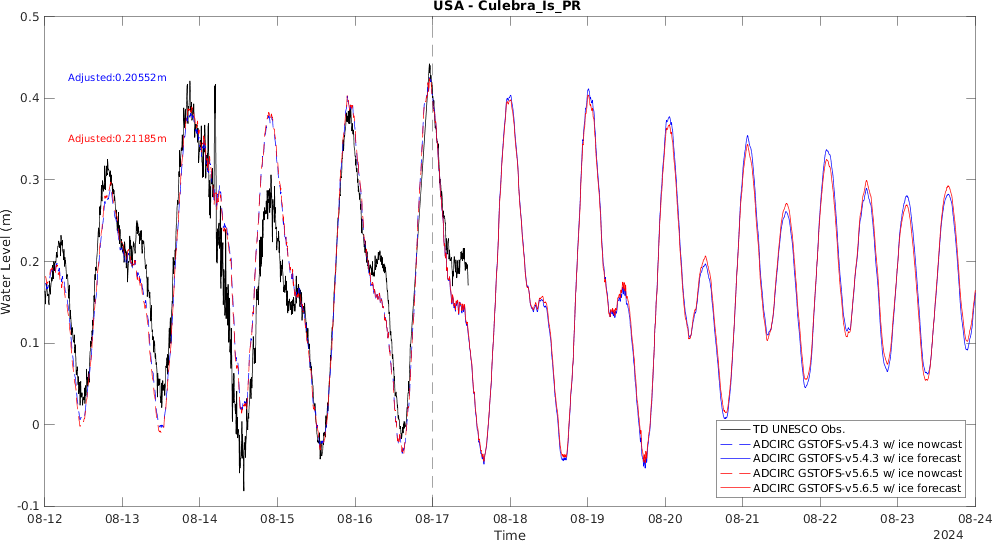 USA - Culebra_Is_PR
0.5
0.4
0.3
0.2
0.1
0
-0.1
Water Level (m)
Adjusted:0.20552m
Adjusted:0.21185m
TD UNESCO Obs.
ADCIRC GSTOFS-v5.4.3 w/ ice nowcast
ADCIRC GSTOFS-v5.4.3 w/ ice forecast
ADCIRC GSTOFS-v5.6.5 w/ ice nowcast
ADCIRC GSTOFS-v5.6.5 w/ ice forecast
08-12 08-13 08-14 08-15 08-16 08-17 08-18 08-19 08-20 08-21 08-22 08-23 08-24
Time
2024